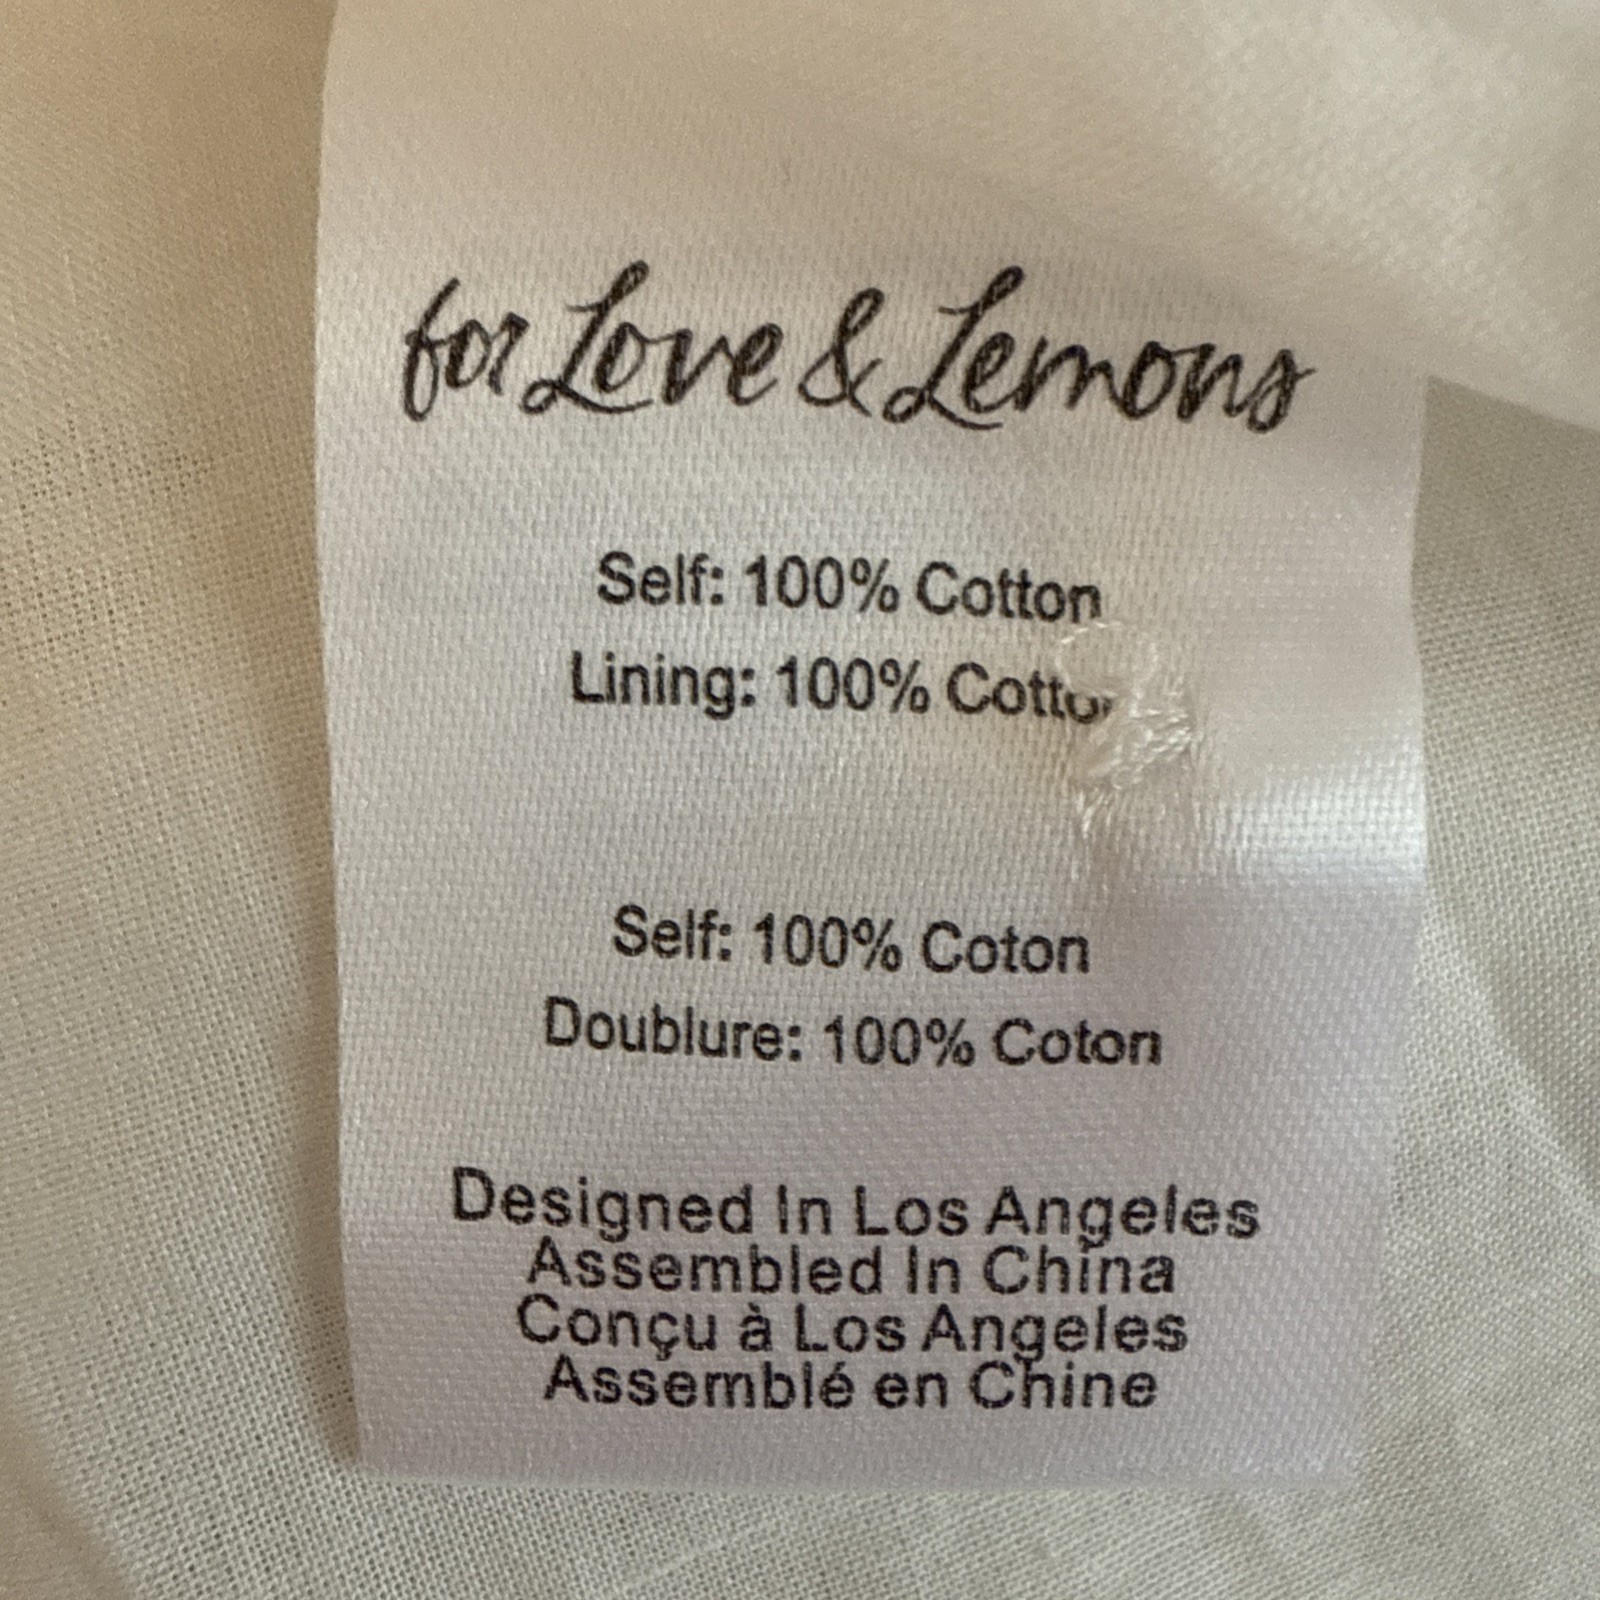 for Love & Lemons
Self: 100% Cotton
Lining: 100% Cotton
Self: 100% Coton
Doublure: 100% Coton
Designed In Los Angeles
Assembled In China
Conçu à Los Angeles
Assemblé en Chine